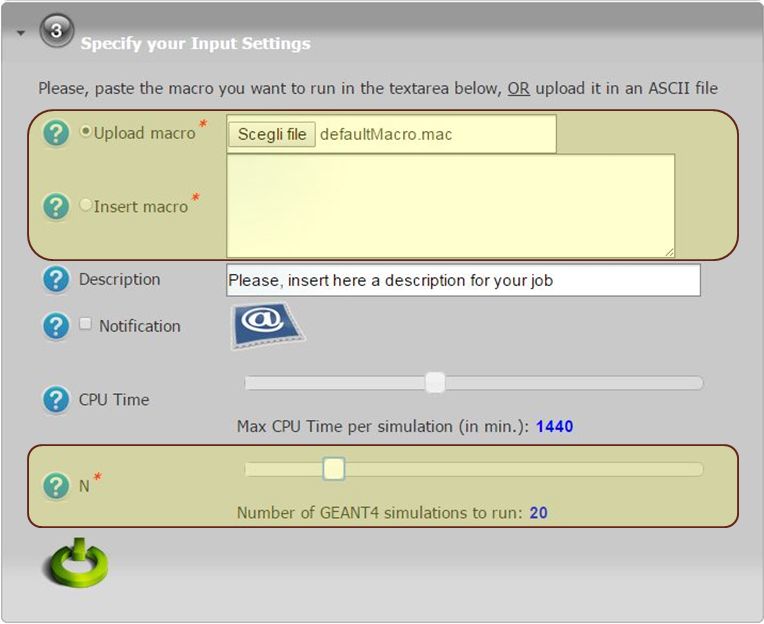 3
Specify your Input Settings
Please, paste the macro you want to run in the textarea below, OR upload it in an ASCII file
? Upload macro * Scegli file defaultMacro.mac
? Insert macro *
? Description Please, insert here a description for your job
? Notification @
? CPU Time
Max CPU Time per simulation (in min.): 1440
? N *
Number of GEANT4 simulations to run: 20